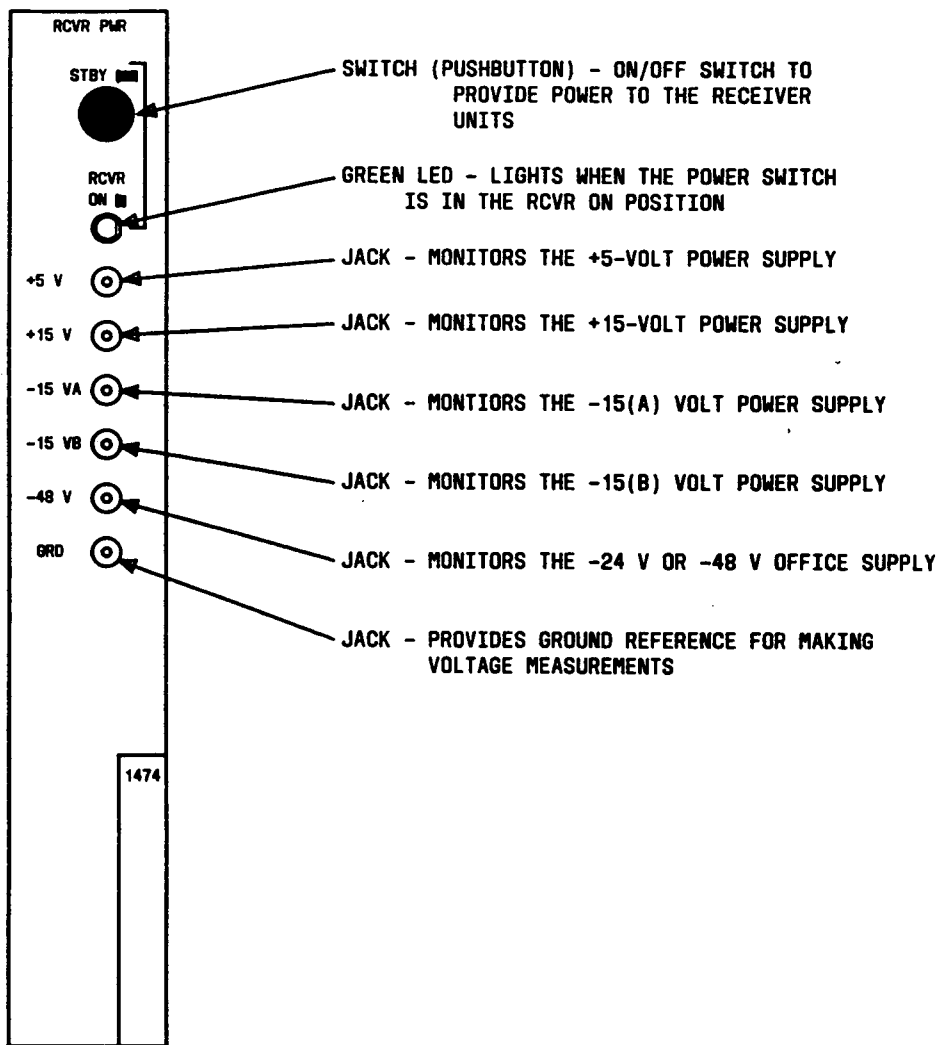 RCVR PWR
STBY
RCVR
ON
+5 V
+15 V
-15 VA
-15 VB
-48 V
GRD
1474
SWITCH (PUSHBUTTON) - ON/OFF SWITCH TO
PROVIDE POWER TO THE RECEIVER
UNITS
GREEN LED - LIGHTS WHEN THE POWER SWITCH
IS IN THE RCVR ON POSITION
JACK - MONITORS THE +5-VOLT POWER SUPPLY
JACK - MONITORS THE +15-VOLT POWER SUPPLY
JACK - MONTIORS THE -15(A) VOLT POWER SUPPLY
JACK - MONITORS THE -15(B) VOLT POWER SUPPLY
JACK - MONITORS THE -24 V OR -48 V OFFICE SUPPLY
JACK - PROVIDES GROUND REFERENCE FOR MAKING
VOLTAGE MEASUREMENTS